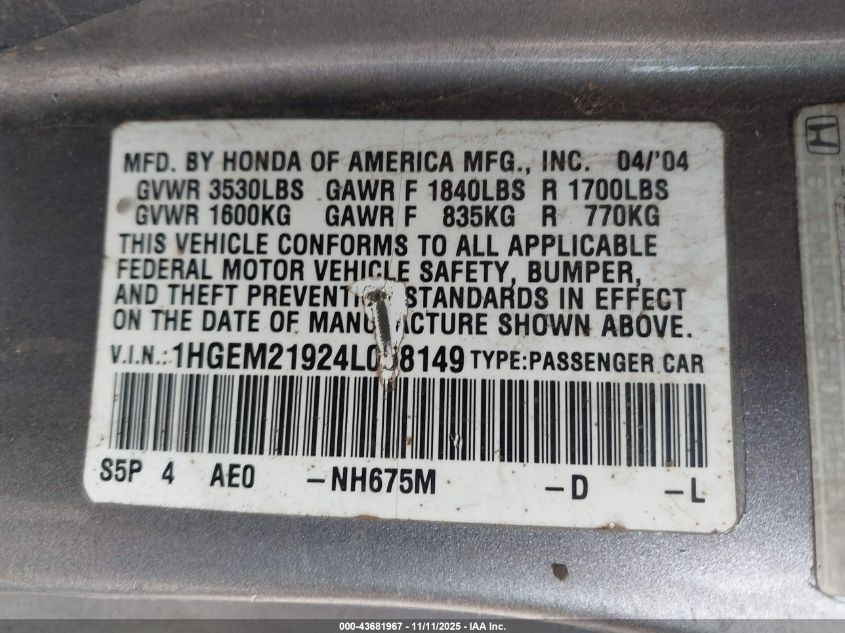 MFD. BY HONDA OF AMERICA MFG., INC. 04/'04
GVWR 3530LBS GAWR F 1840LBS R 1700LBS
GVWR 1600KG GAWR F 835KG R 770KG
THIS VEHICLE CONFORMS TO ALL APPLICABLE
FEDERAL MOTOR VEHICLE SAFETY, BUMPER,
AND THEFT PREVENTION STANDARDS IN EFFECT
ON THE DATE OF MANUFACTURE SHOWN ABOVE.
V.I.N.: TYPE:PASSENGER CAR
S5P 4 AE0 -NH675M -D -L
000-43681967 - 11/11/2025 - IAA Inc.